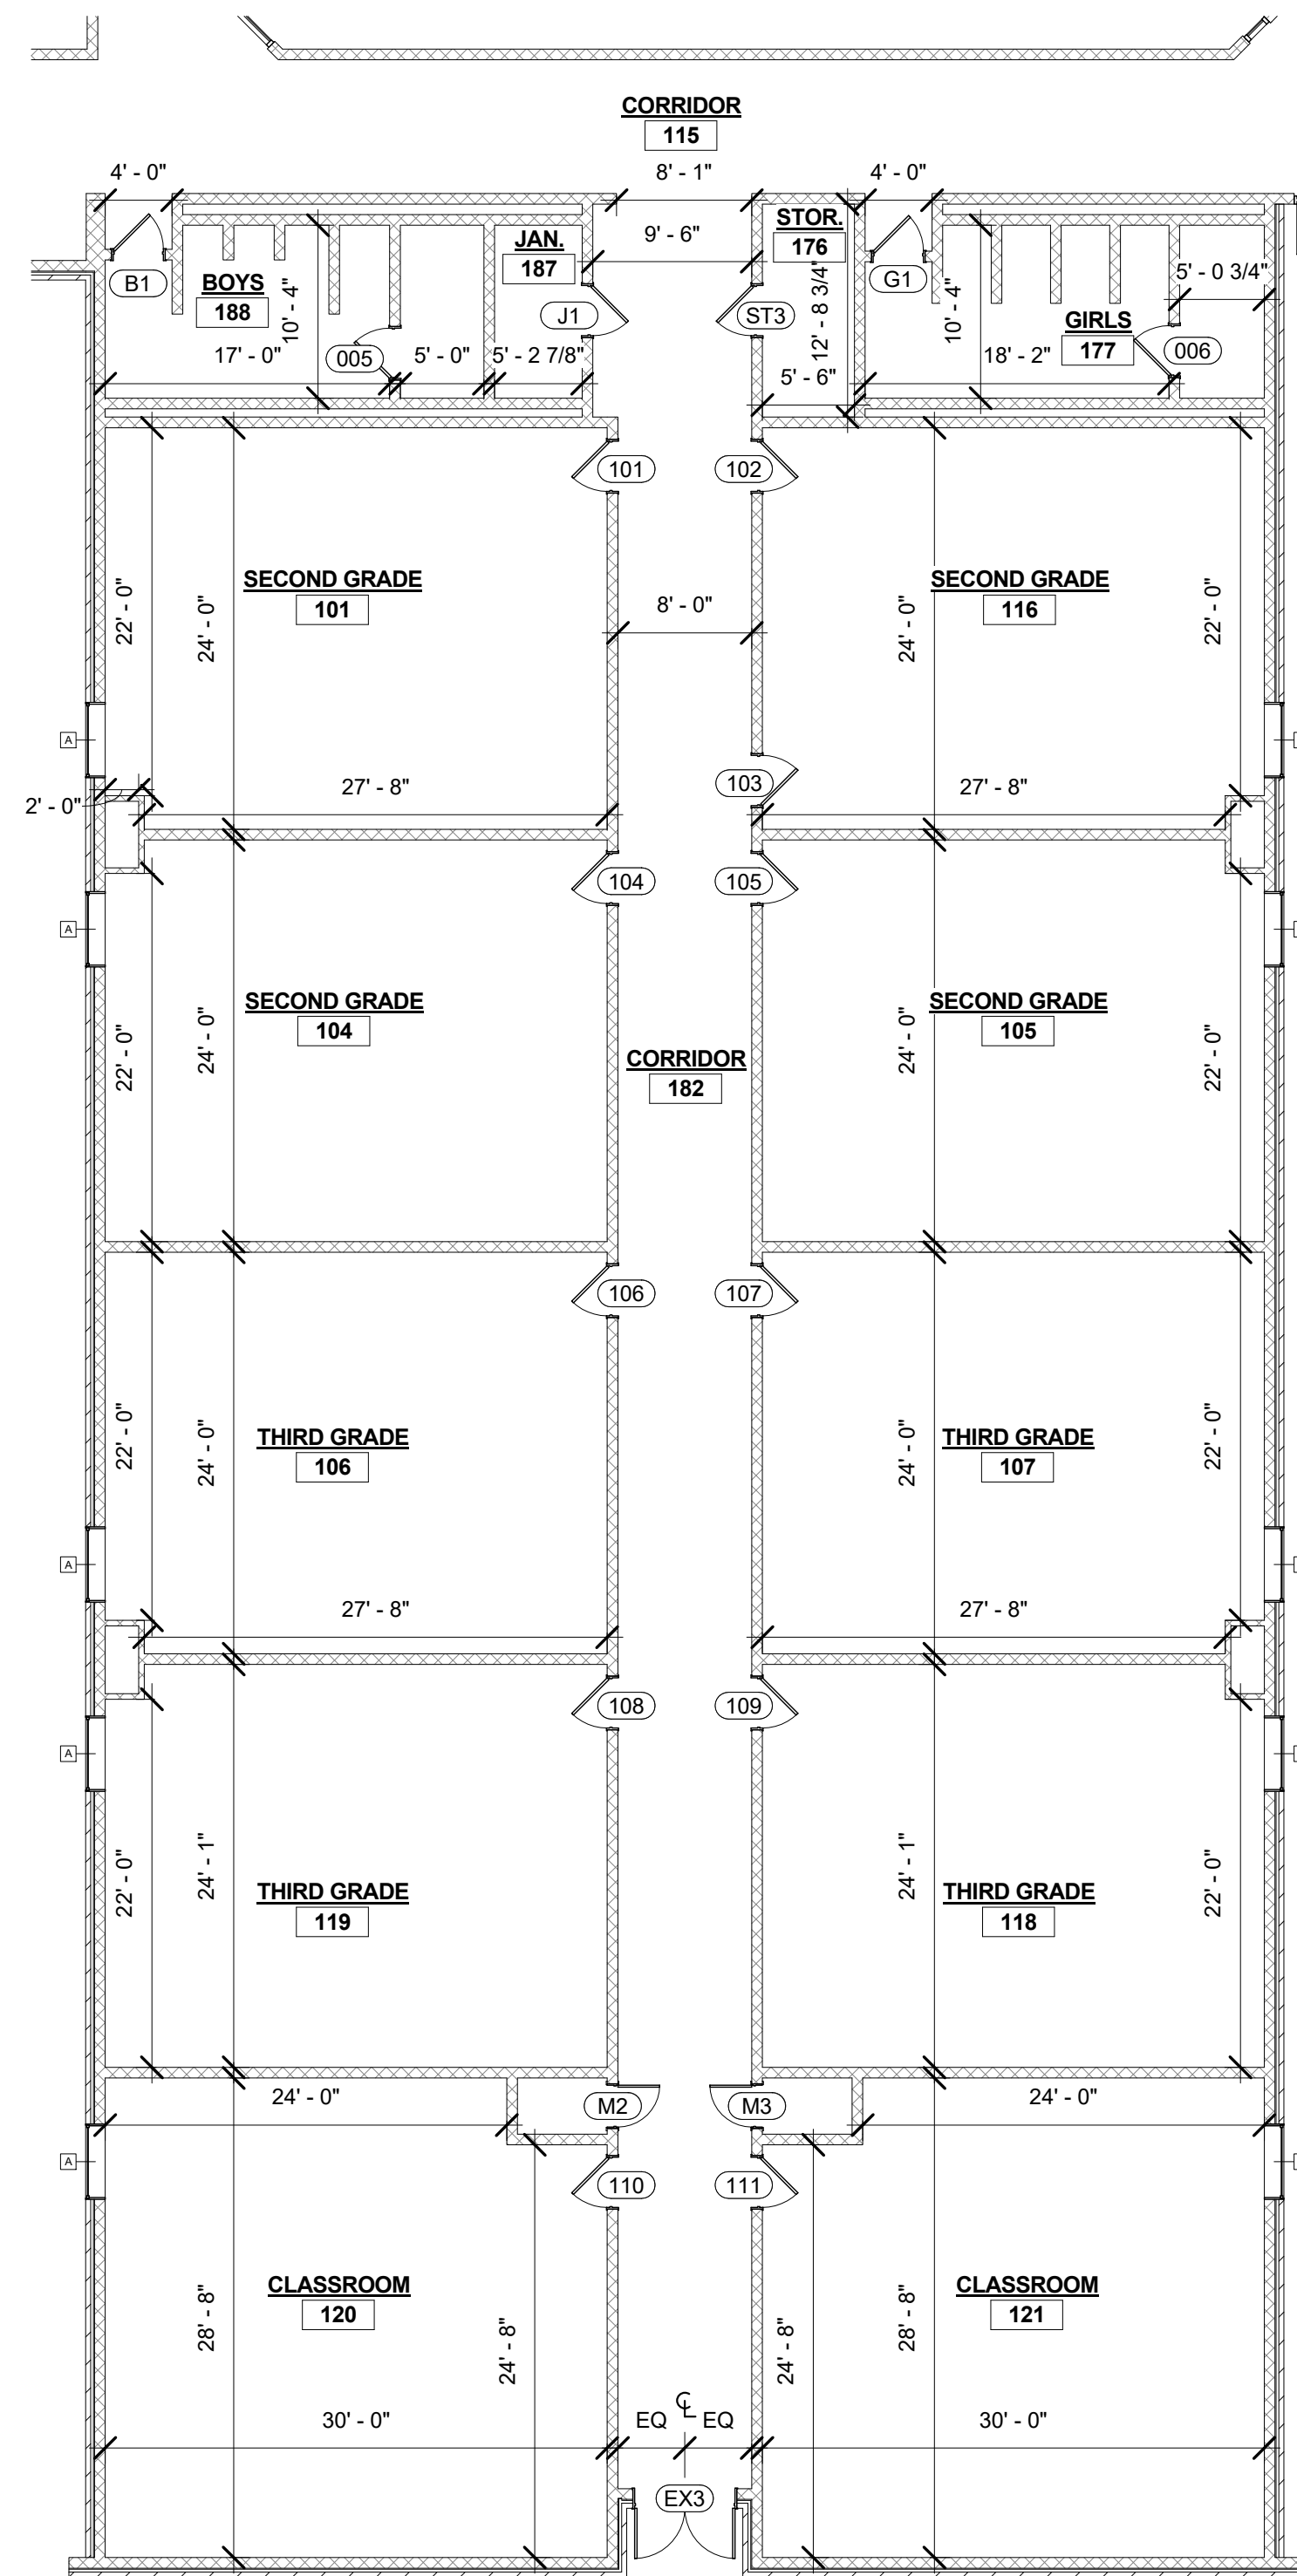 CORRIDOR
115
4' - 0"
8' - 1"
4' - 0"
STOR.
176
JAN.
187
9' - 6"
B1
BOYS
188
10' - 4"
J1
ST3
12' - 8 3/4"
G1
10' - 4"
5' - 0 3/4"
GIRLS
177
17' - 0"
005
5' - 0"
5' - 2 7/8"
5' - 6"
18' - 2"
006
101
102
22' - 0"
24' - 0"
SECOND GRADE
101
8' - 0"
24' - 0"
SECOND GRADE
116
22' - 0"
A
2' - 0"
27' - 8"
103
27' - 8"
104
105
A
22' - 0"
24' - 0"
SECOND GRADE
104
CORRIDOR
182
24' - 0"
SECOND GRADE
105
22' - 0"
106
107
22' - 0"
24' - 0"
THIRD GRADE
106
24' - 0"
THIRD GRADE
107
22' - 0"
A
27' - 8"
27' - 8"
108
109
A
22' - 0"
24' - 1"
THIRD GRADE
119
24' - 1"
THIRD GRADE
118
22' - 0"
24' - 0"
M2
M3
24' - 0"
A
110
111
28' - 8"
CLASSROOM
120
24' - 8"
24' - 8"
28' - 8"
CLASSROOM
121
30' - 0"
EQ
℄
EQ
30' - 0"
EX3